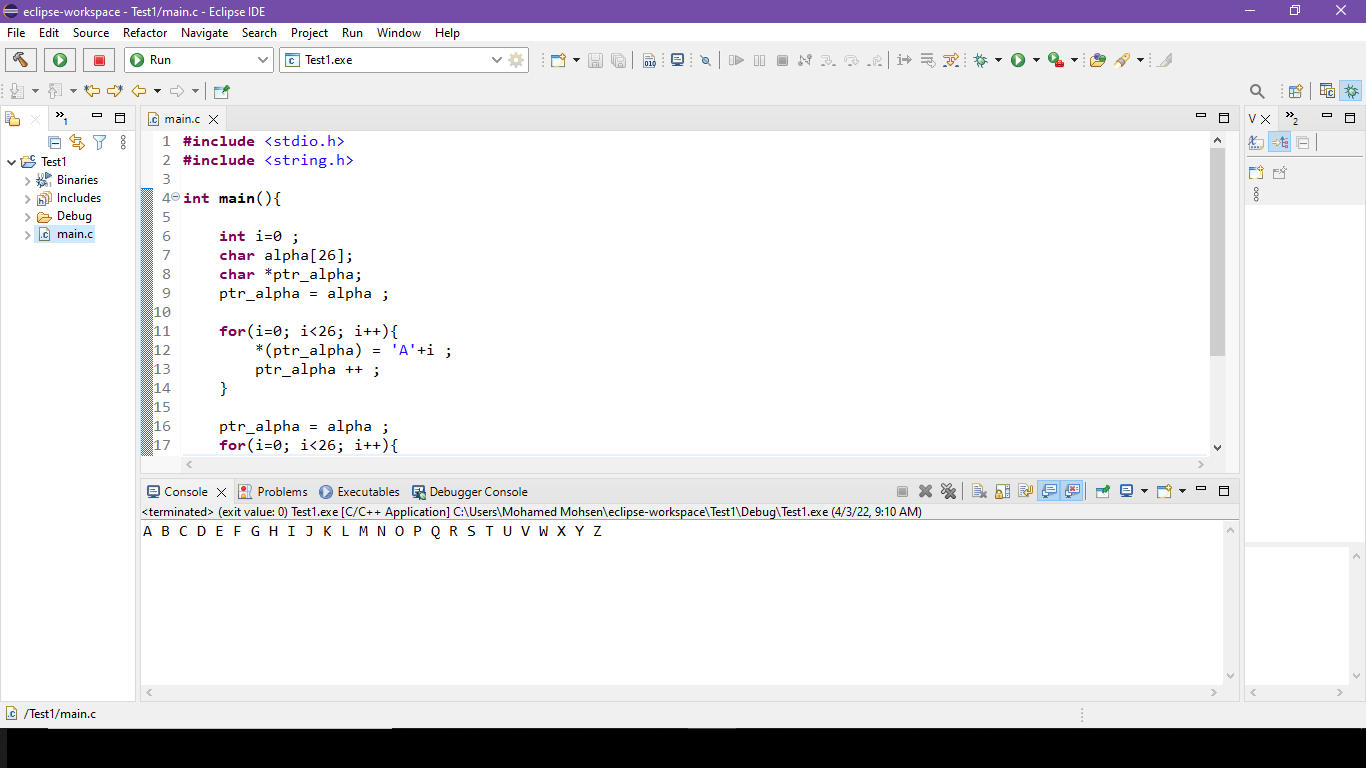 eclipse-workspace - Test1/main.c - Eclipse IDE
File Edit Source Refactor Navigate Search Project Run Window Help
Run Test1.exe
main.c
V
Test1
Binaries
Includes
Debug
main.c
1 #include <stdio.h>
2 #include <string.h>
3
4 int main(){
5
6 int i=0 ;
7 char alpha[26];
8 char *ptr_alpha;
9 ptr_alpha = alpha ;
10
11 for(i=0; i<26; i++){
12 *(ptr_alpha) = 'A'+i ;
13 ptr_alpha ++ ;
14 }
15
16 ptr_alpha = alpha ;
17 for(i=0; i<26; i++){
Console Problems Executables Debugger Console
<terminated> (exit value: 0) Test1.exe [C/C++ Application] C:\Users\Mohamed Mohsen\eclipse-workspace\Test1\Debug\Test1.exe (4/3/22, 9:10 AM)
A B C D E F G H I J K L M N O P Q R S T U V W X Y Z
/Test1/main.c